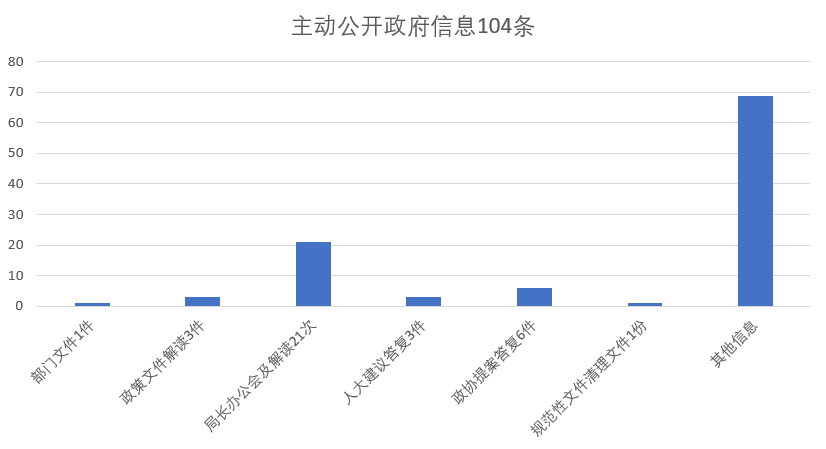 主动公开政府信息104条
80
70
60
50
40
30
20
10
0
部门文件1件
政策文件解读3件
局长办公会及解读21次
人大建议答复3件
政协提案答复6件
规范性文件清理文件1份
其他信息